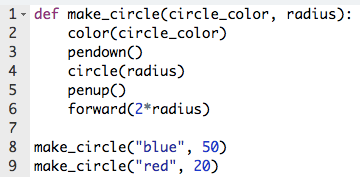 1 def make_circle(circle_color, radius):
2     color(circle_color)
3     pendown()
4     circle(radius)
5     penup()
6     forward(2*radius)
7
8 make_circle("blue", 50)
9 make_circle("red", 20)